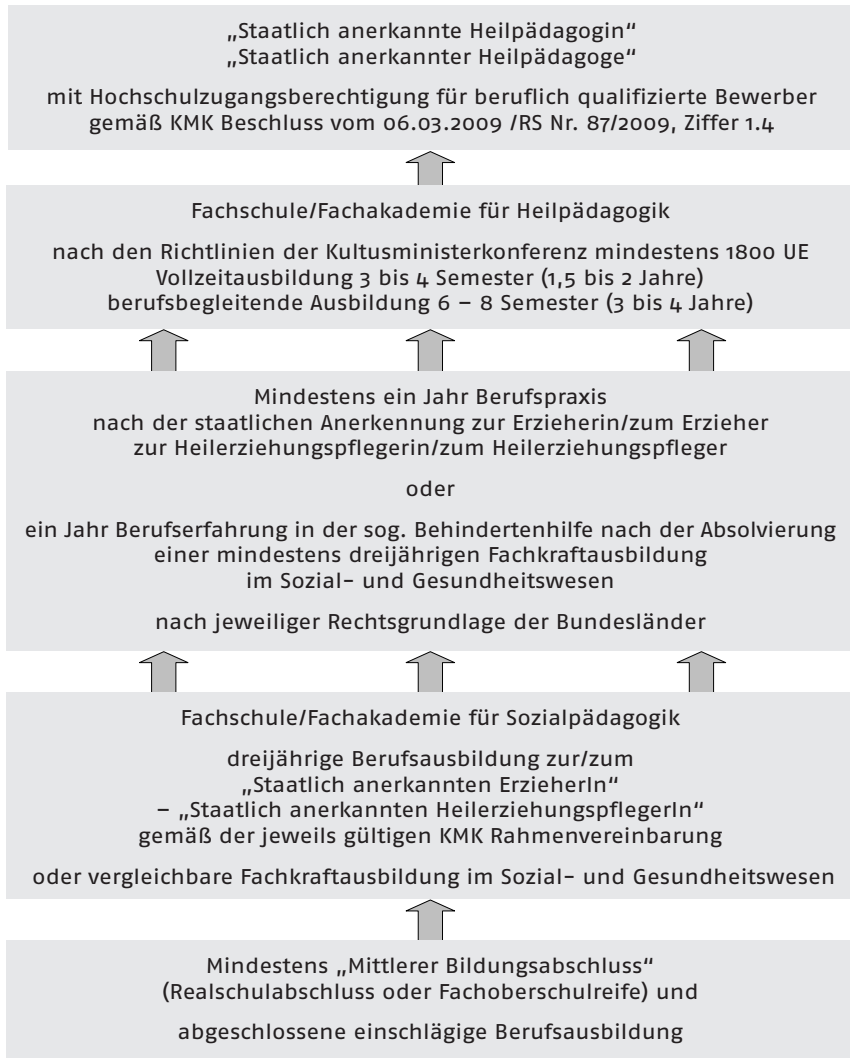 „Staatlich anerkannte Heilpädagogin“
„Staatlich anerkannter Heilpädagoge“
mit Hochschulzugangsberechtigung für beruflich qualifizierte Bewerber
gemäß KMK Beschluss vom 06.03.2009 /RS Nr. 87/2009, Ziffer 1.4
Fachschule/Fachakademie für Heilpädagogik
nach den Richtlinien der Kultusministerkonferenz mindestens 1800 UE
Vollzeitausbildung 3 bis 4 Semester (1,5 bis 2 Jahre)
berufsbegleitende Ausbildung 6 – 8 Semester (3 bis 4 Jahre)
Mindestens ein Jahr Berufspraxis
nach der staatlichen Anerkennung zur Erzieherin/zum Erzieher
zur Heilerziehungspflegerin/zum Heilerziehungspfleger
oder
ein Jahr Berufserfahrung in der sog. Behindertenhilfe nach der Absolvierung
einer mindestens dreijährigen Fachkraftausbildung
im Sozial- und Gesundheitswesen
nach jeweiliger Rechtsgrundlage der Bundesländer
Fachschule/Fachakademie für Sozialpädagogik
dreijährige Berufsausbildung zur/zum
„Staatlich anerkannten ErzieherIn“
– „Staatlich anerkannten HeilerziehungspflegerIn“
gemäß der jeweils gültigen KMK Rahmenvereinbarung
oder vergleichbare Fachkraftausbildung im Sozial- und Gesundheitswesen
Mindestens „Mittlerer Bildungsabschluss“
(Realschulabschluss oder Fachoberschulreife) und
abgeschlossene einschlägige Berufsausbildung